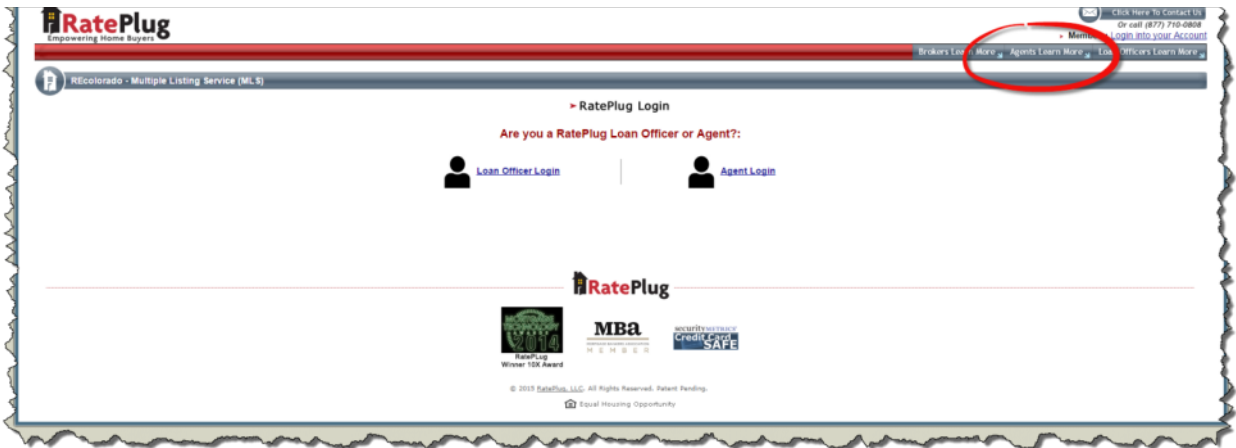 RatePlug
Empowering Home Buyers
Click Here To Contact Us
Or call (877) 710-0808
Login into your Account
Brokers Learn More Agents Learn More Loan Officers Learn More
REcolorado - Multiple Listing Service (MLS)
RatePlug Login
Are you a RatePlug Loan Officer or Agent?:
Loan Officer Login
Agent Login
RatePlug
2014
RatePLug
Winner 10X Award
MBa
MEMBER
securityMETRICS
Credit Card
SAFE
© 2015 RatePlug, LLC. All Rights Reserved. Patent Pending.
Equal Housing Opportunity